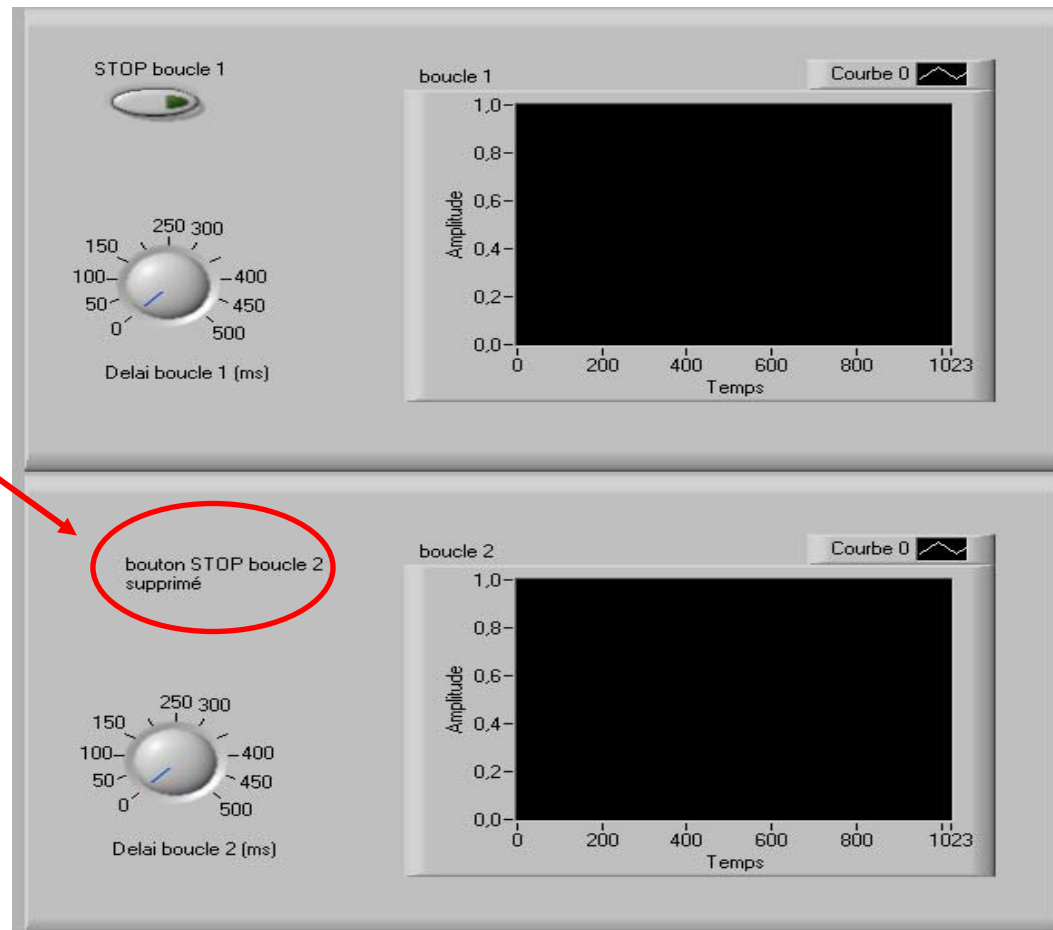 STOP boucle 1
boucle 1
Courbe 0
1,0
0,8
0,6
0,4
0,2
0,0
Amplitude
0 200 400 600 800 1023
Temps
250 300
150
100 400
50 450
0 500
Delai boucle 1 (ms)
bouton STOP boucle 2
supprimé
boucle 2
Courbe 0
1,0
0,8
0,6
0,4
0,2
0,0
Amplitude
0 200 400 600 800 1023
Temps
250 300
150
100 400
50 450
0 500
Delai boucle 2 (ms)